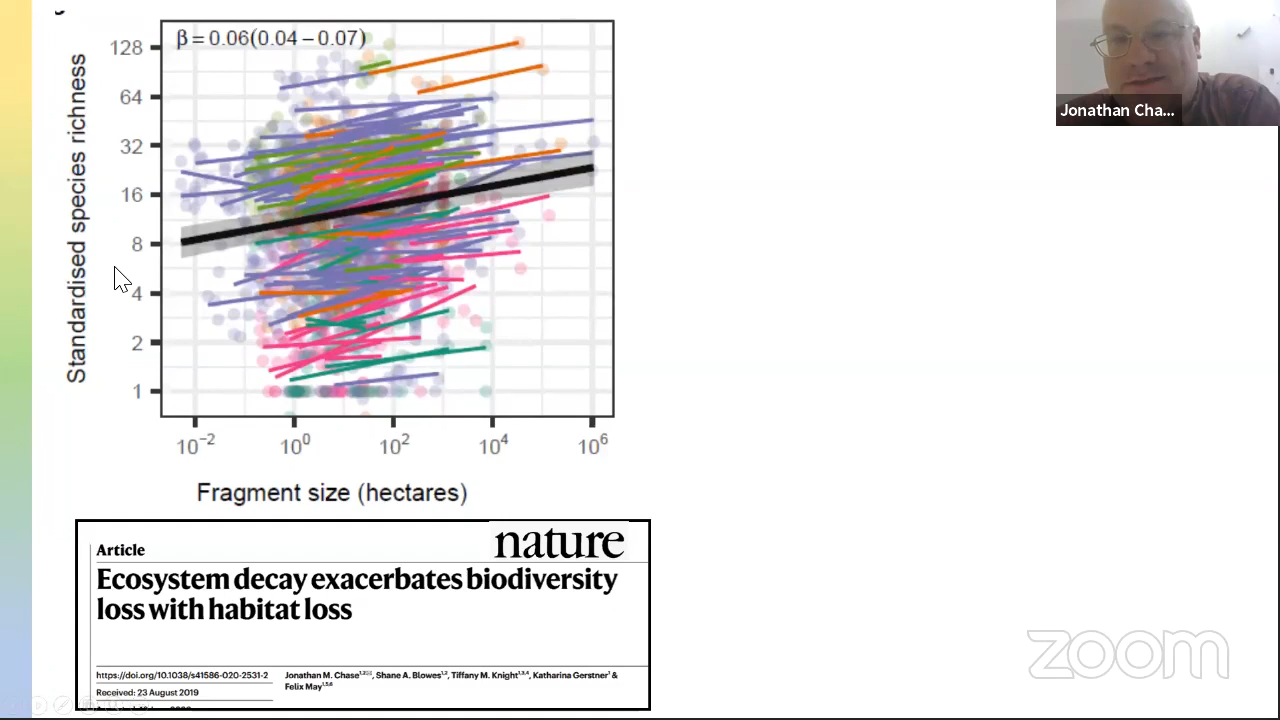 β = 0.06(0.04 – 0.07)
128
64
32
16
8
4
2
1
Standardised species richness
10⁻² 10⁰ 10² 10⁴ 10⁶
Fragment size (hectares)
Jonathan Cha...
Article
nature
Ecosystem decay exacerbates biodiversity
loss with habitat loss
https://doi.org/10.1038/s41586-020-2531-2
Received: 23 August 2019
Jonathan M. Chase, Shane A. Blowes, Tiffany M. Knight, Katharina Gerstner &
Felix May
zoom